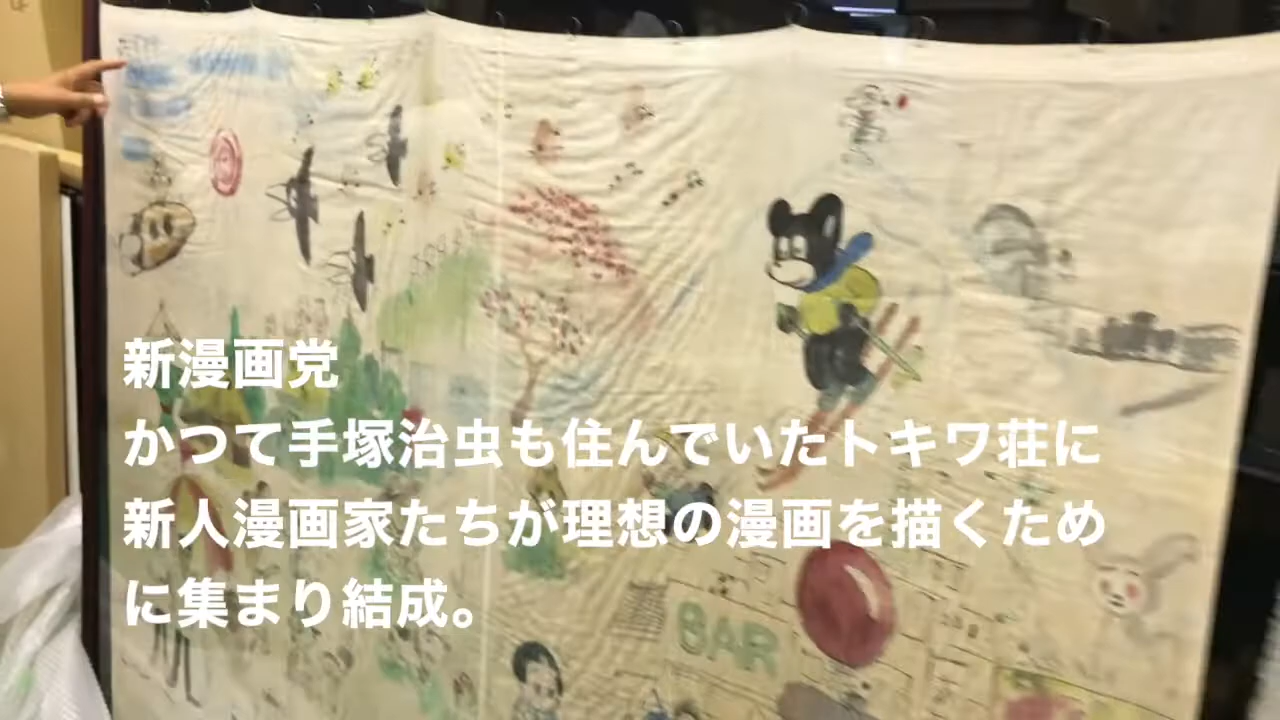 新漫画党
かつて手塚治虫も住んでいたトキワ荘に
新人漫画家たちが理想の漫画を描くため
に集まり結成。
BAR